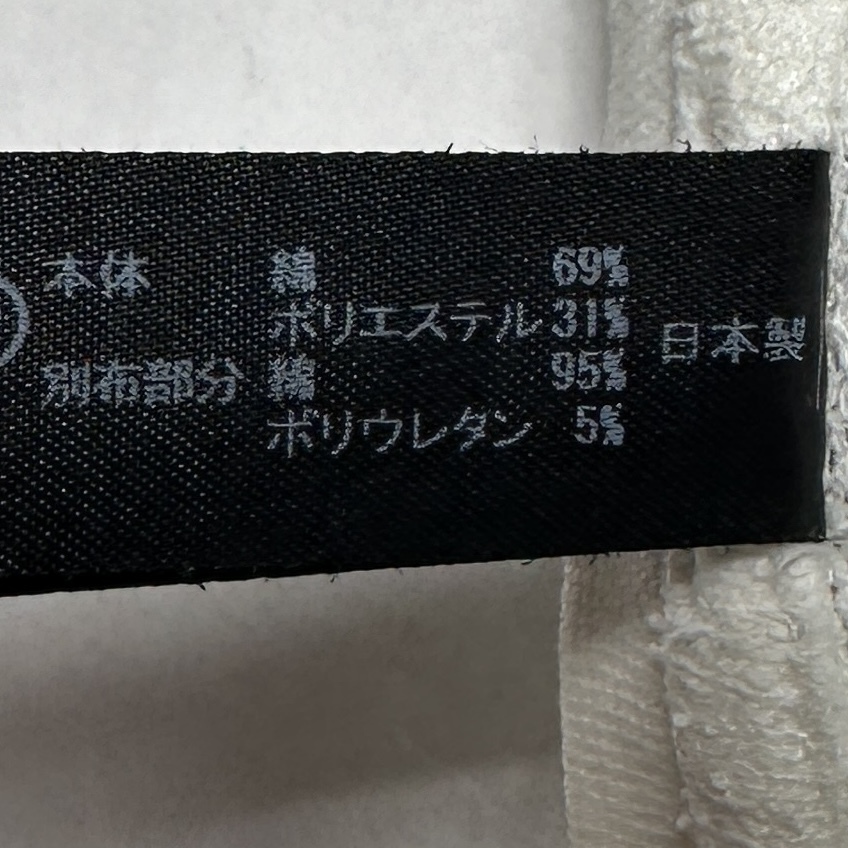 本体 綿 69%
ポリエステル 31%
別布部分 綿 95%
ポリウレタン 5%
日本製